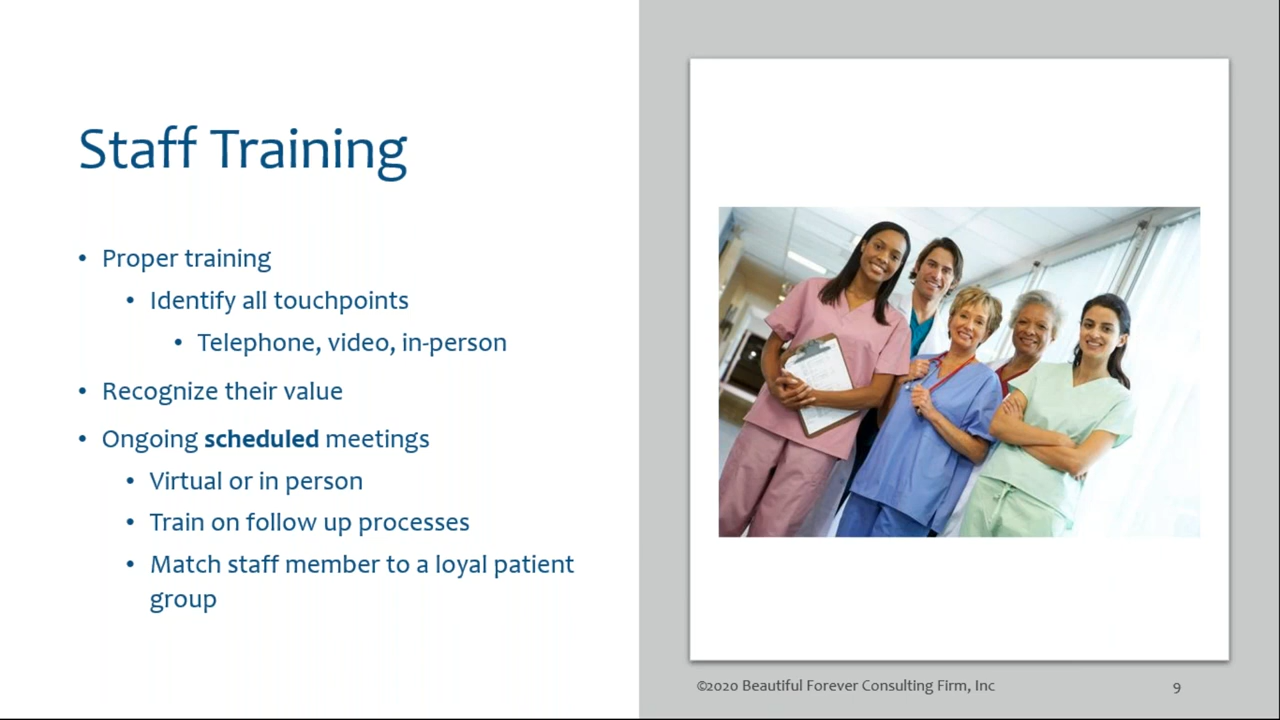 Staff Training
• Proper training
• Identify all touchpoints
• Telephone, video, in-person
• Recognize their value
• Ongoing scheduled meetings
• Virtual or in person
• Train on follow up processes
• Match staff member to a loyal patient
group
©2020 Beautiful Forever Consulting Firm, Inc
9